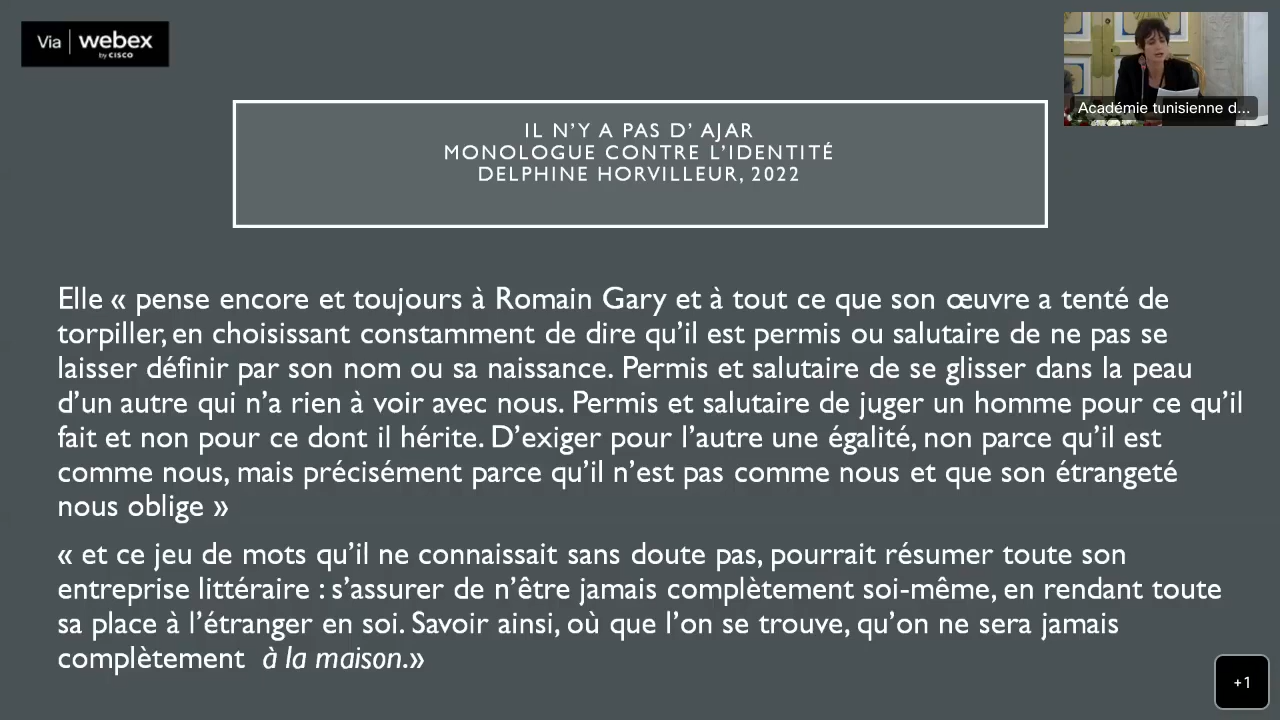 Via | webex
by CISCO
Académie tunisienne d...
IL N'Y A PAS D' AJAR
MONOLOGUE CONTRE L'IDENTITÉ
DELPHINE HORVILLEUR, 2022
Elle « pense encore et toujours à Romain Gary et à tout ce que son œuvre a tenté de
torpiller, en choisissant constamment de dire qu'il est permis ou salutaire de ne pas se
laisser définir par son nom ou sa naissance. Permis et salutaire de se glisser dans la peau
d'un autre qui n'a rien à voir avec nous. Permis et salutaire de juger un homme pour ce qu'il
fait et non pour ce dont il hérite. D'exiger pour l'autre une égalité, non parce qu'il est
comme nous, mais précisément parce qu'il n'est pas comme nous et que son étrangeté
nous oblige »
« et ce jeu de mots qu'il ne connaissait sans doute pas, pourrait résumer toute son
entreprise littéraire : s'assurer de n'être jamais complètement soi-même, en rendant toute
sa place à l'étranger en soi. Savoir ainsi, où que l'on se trouve, qu'on ne sera jamais
complètement à la maison.»
+1